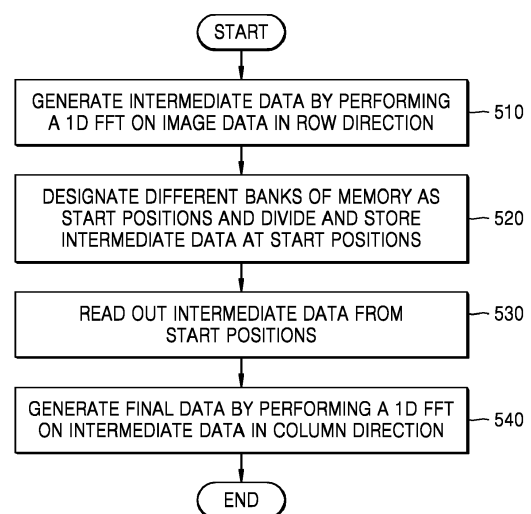 START
GENERATE INTERMEDIATE DATA BY PERFORMING
A 1D FFT ON IMAGE DATA IN ROW DIRECTION
510
DESIGNATE DIFFERENT BANKS OF MEMORY AS
START POSITIONS AND DIVIDE AND STORE
INTERMEDIATE DATA AT START POSITIONS
520
READ OUT INTERMEDIATE DATA FROM
START POSITIONS
530
GENERATE FINAL DATA BY PERFORMING A 1D FFT
ON INTERMEDIATE DATA IN COLUMN DIRECTION
540
END